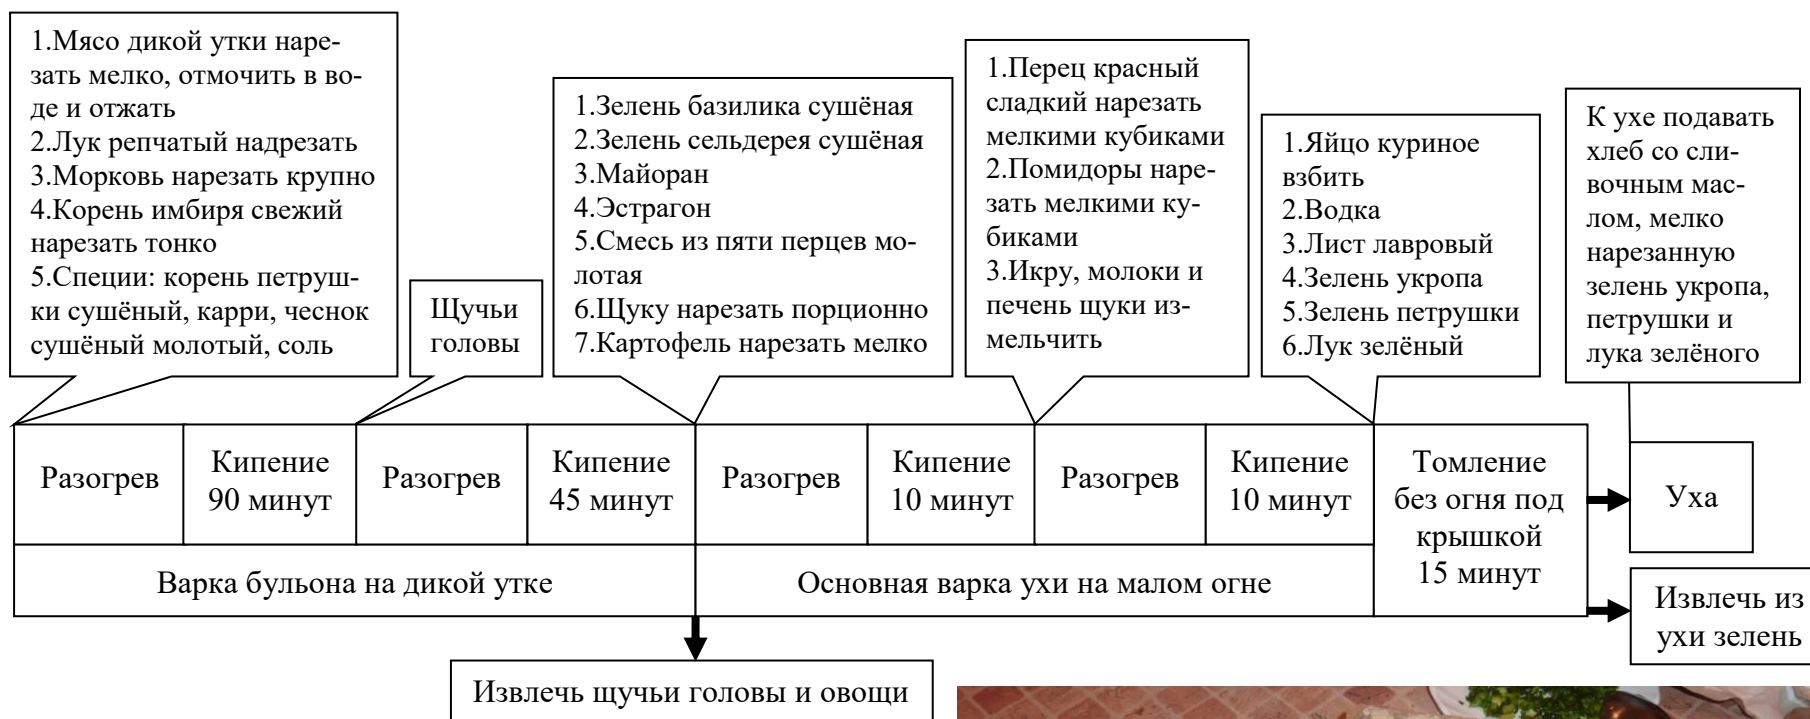 1.Мясо дикой утки наре-
зать мелко, отмочить в во-
де и отжать
2.Лук репчатый надрезать
3.Морковь нарезать крупно
4.Корень имбиря свежий
нарезать тонко
5.Специи: корень петруш-
ки сушёный, карри, чеснок
сушёный молотый, соль
Щучьи
головы
1.Зелень базилика сушёная
2.Зелень сельдерея сушёная
3.Майоран
4.Эстрагон
5.Смесь из пяти перцев мо-
лотая
6.Щуку нарезать порционно
7.Картофель нарезать мелко
1.Перец красный
сладкий нарезать
мелкими кубиками
2.Помидоры наре-
зать мелкими ку-
биками
3.Икру, молоки и
печень щуки из-
мельчить
1.Яйцо куриное
взбить
2.Водка
3.Лист лавровый
4.Зелень укропа
5.Зелень петрушки
6.Лук зелёный
К ухе подавать
хлеб со сли-
вочным мас-
лом, мелко
нарезанную
зелень укропа,
петрушки и
лука зелёного
Разогрев
Кипение
90 минут
Разогрев
Кипение
45 минут
Разогрев
Кипение
10 минут
Разогрев
Кипение
10 минут
Томление
без огня под
крышкой
15 минут
Уха
Варка бульона на дикой утке
Основная варка ухи на малом огне
Извлечь из
ухи зелень
Извлечь щучьи головы и овощи